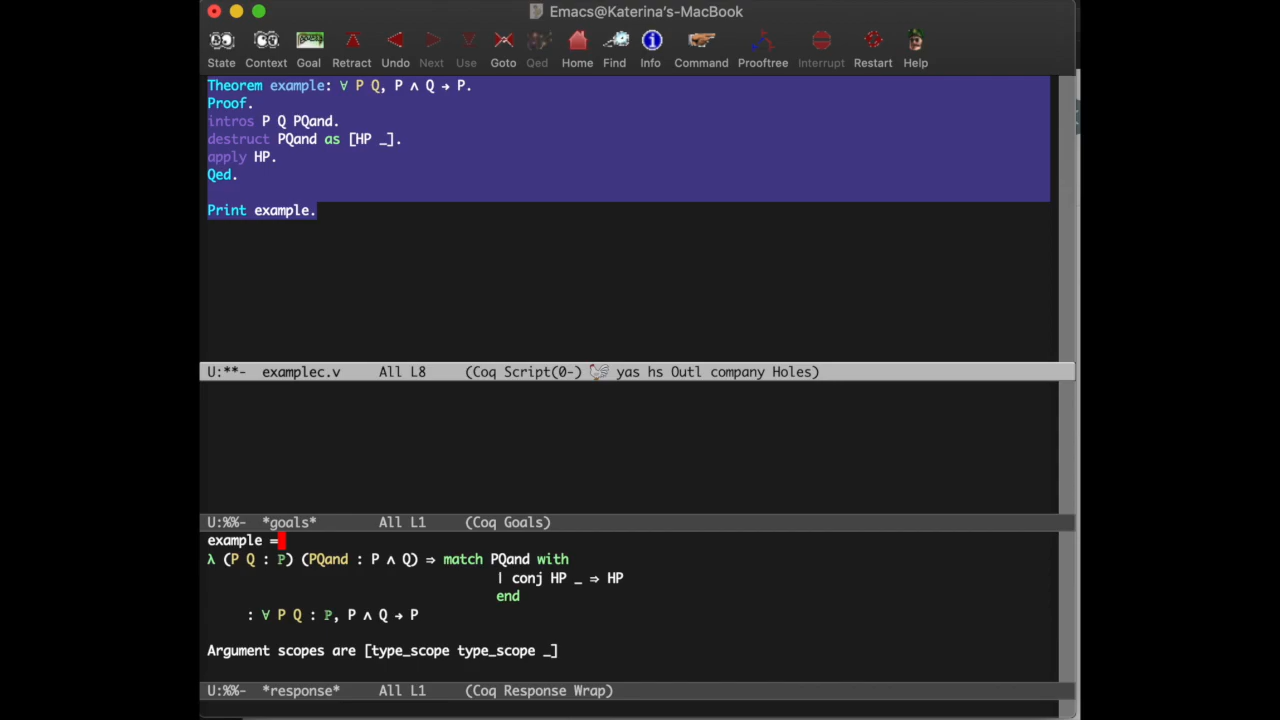 Emacs@Katerina’s-MacBook
State Context Goal Retract Undo Next Use Goto Qed Home Find Info Command Prooftree Interrupt Restart Help
Theorem example: ∀ P Q, P ∧ Q → P.
Proof.
intros P Q PQand.
destruct PQand as [HP _].
apply HP.
Qed.
Print example.
U:**- examplec.v All L8 (Coq Script(0-) yas hs Outl company Holes)
U:%%- *goals* All L1 (Coq Goals)
example =
λ (P Q : ℙ) (PQand : P ∧ Q) ⇒ match PQand with
| conj HP _ ⇒ HP
end
: ∀ P Q : ℙ, P ∧ Q → P
Argument scopes are [type_scope type_scope _]
U:%%- *response* All L1 (Coq Response Wrap)